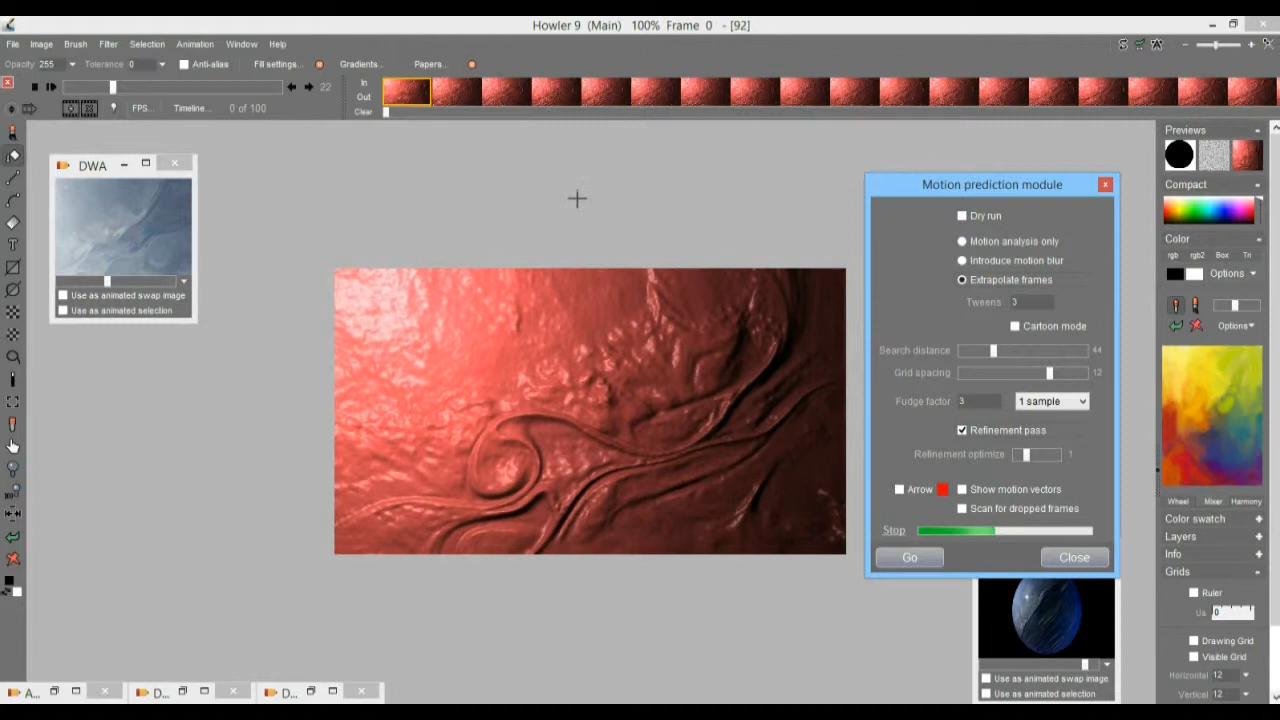 Howler 9 (Main) 100% Frame 0 - [92]
File Image Brush Filter Selection Animation Window Help
Opacity 255 Tolerance 0 Anti-alias Fill settings... Gradients... Papers...
22
FPS... Timeline... 0 of 100
In
Out
Clear
DWA
Use as animated swap image
Use as animated selection
Motion prediction module
Dry run
Motion analysis only
Introduce motion blur
Extrapolate frames
Tweens 3
Cartoon mode
Search distance 44
Grid spacing 12
Fudge factor 3 1 sample
Refinement pass
Refinement optimize 1
Arrow Show motion vectors
Scan for dropped frames
Stop
Go Close
Use as animated swap image
Use as animated selection
Previews
Compact
Color
rgb rgb2 Box Tri
Options
Options
Wheel Mixer Harmony
Color swatch
Layers
Info
Grids
Ruler
0
Drawing Grid
Visible Grid
Horizontal 12
Vertical 12
A... D... D...